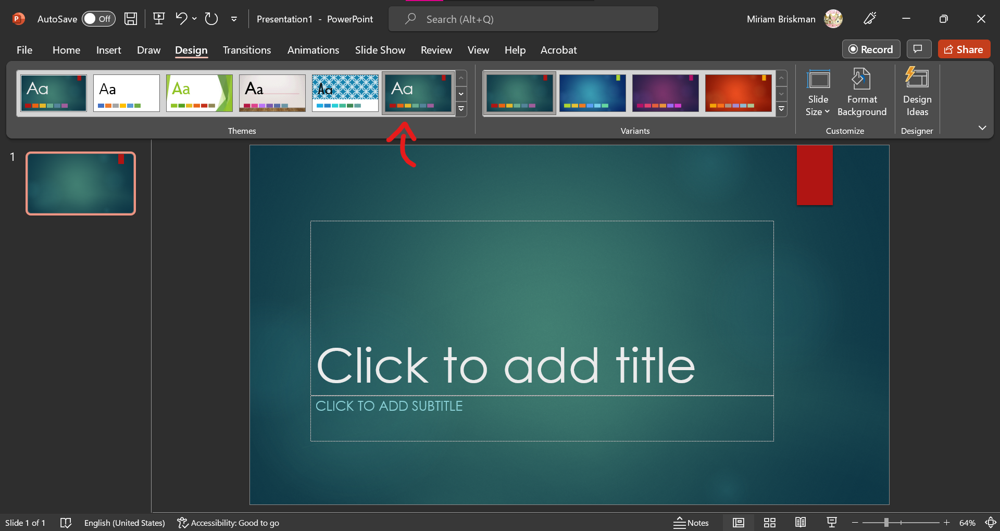 AutoSave Off Presentation1 - PowerPoint Search (Alt+Q) Miriam Briskman
File Home Insert Draw Design Transitions Animations Slide Show Review View Help Acrobat Record Share
Aa Aa Aa Aa Aa Aa
Slide Size Format Background Design Ideas
Themes Variants Customize Designer
1
Click to add title
CLICK TO ADD SUBTITLE
Slide 1 of 1 English (United States) Accessibility: Good to go Notes 64%